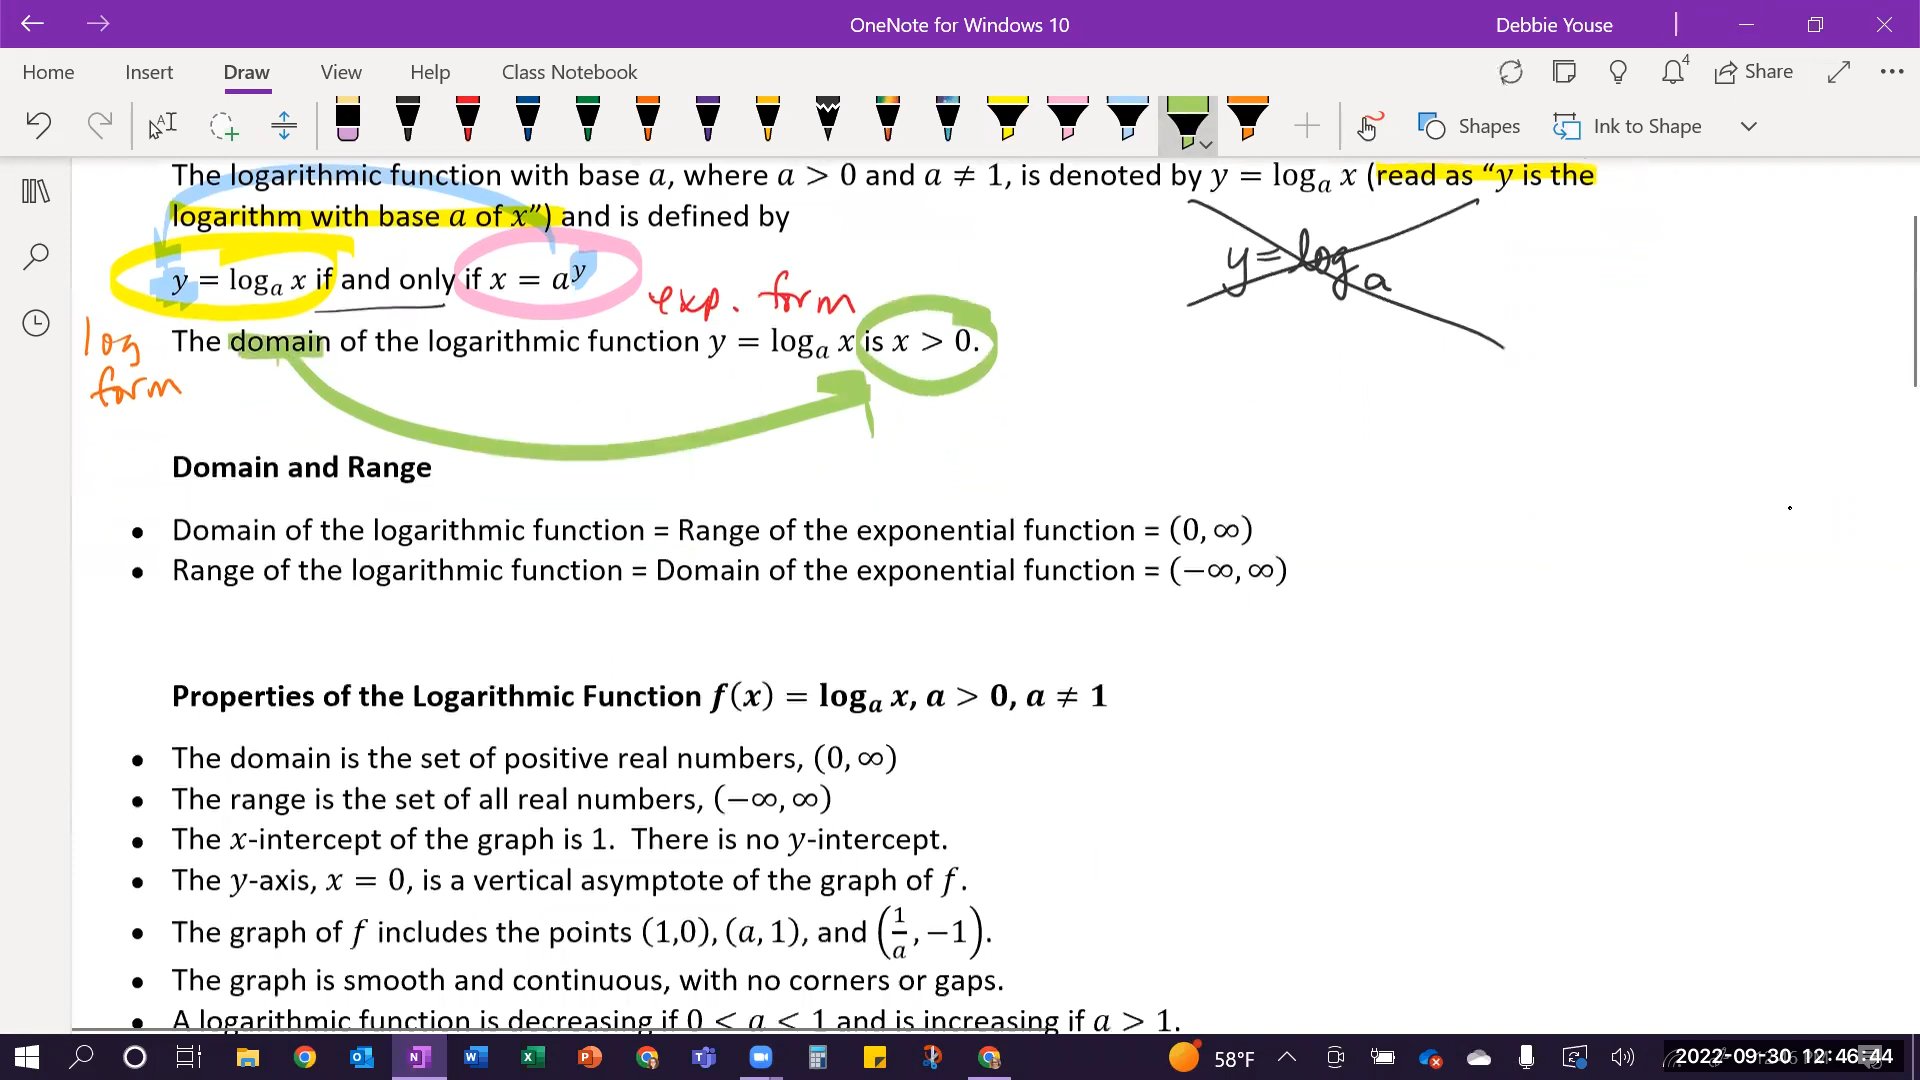 OneNote for Windows 10
Debbie Youse
Home Insert Draw View Help Class Notebook
4 Share
Shapes Ink to Shape
The logarithmic function with base a, where a > 0 and a ≠ 1, is denoted by y = logₐ x (read as “y is the
logarithm with base a of x”) and is defined by
y = logₐ x if and only if x = a^y
y = log a
exp. form
log
form
The domain of the logarithmic function y = logₐ x is x > 0.
Domain and Range
• Domain of the logarithmic function = Range of the exponential function = (0, ∞)
• Range of the logarithmic function = Domain of the exponential function = (−∞, ∞)
Properties of the Logarithmic Function f(x) = logₐ x, a > 0, a ≠ 1
• The domain is the set of positive real numbers, (0, ∞)
• The range is the set of all real numbers, (−∞, ∞)
• The x-intercept of the graph is 1. There is no y-intercept.
• The y-axis, x = 0, is a vertical asymptote of the graph of f.
• The graph of f includes the points (1,0), (a, 1), and (1/a, −1).
• The graph is smooth and continuous, with no corners or gaps.
• A logarithmic function is decreasing if 0 < a < 1 and is increasing if a > 1.
58°F
2022-09-30 12:46:44